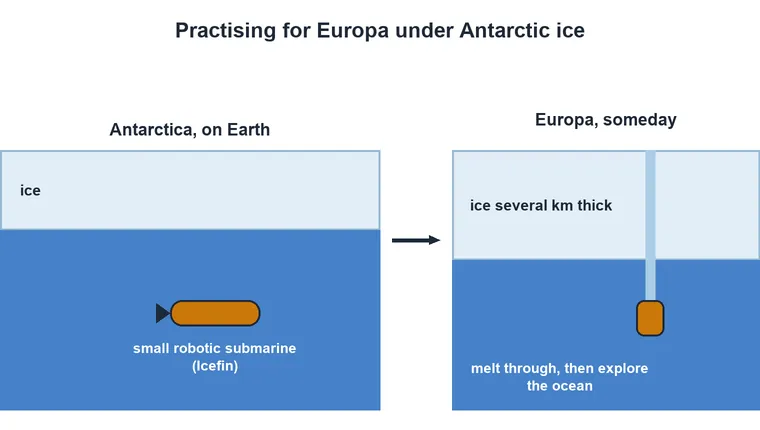 Practising for Europa under Antarctic ice
Antarctica, on Earth
ice
small robotic submarine
(Icefin)
Europa, someday
ice several km thick
melt through, then explore
the ocean